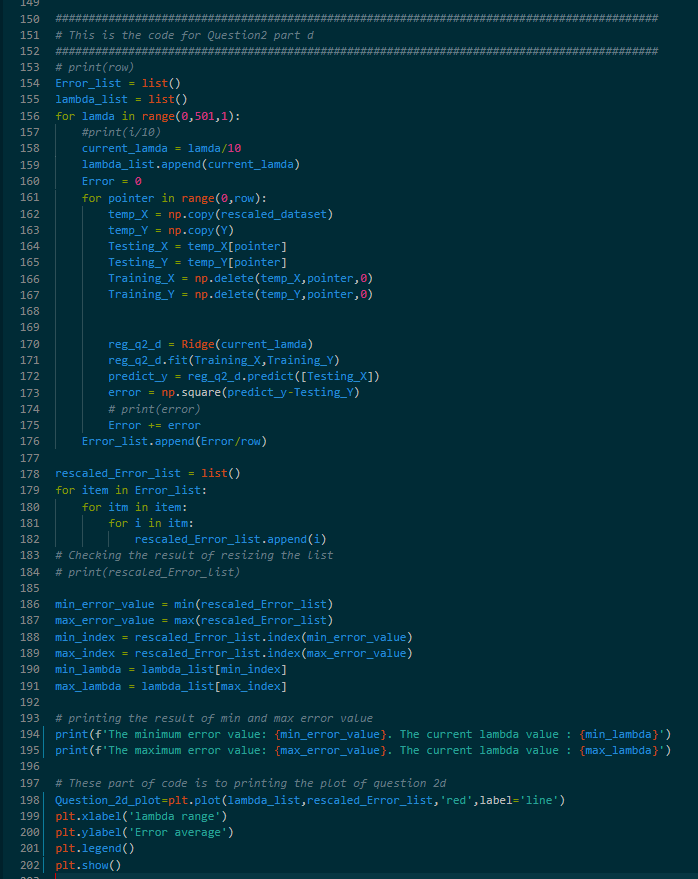 149
150 ###########################################################################################
151 # This is the code for Question2 part d
152 ###########################################################################################
153 # print(row)
154 Error_list = list()
155 lambda_list = list()
156 for lamda in range(0,501,1):
157     #print(i/10)
158     current_lamda = lamda/10
159     lambda_list.append(current_lamda)
160     Error = 0
161     for pointer in range(0,row):
162         temp_X = np.copy(rescaled_dataset)
163         temp_Y = np.copy(Y)
164         Testing_X = temp_X[pointer]
165         Testing_Y = temp_Y[pointer]
166         Training_X = np.delete(temp_X,pointer,0)
167         Training_Y = np.delete(temp_Y,pointer,0)
168
169
170         reg_q2_d = Ridge(current_lamda)
171         reg_q2_d.fit(Training_X,Training_Y)
172         predict_y = reg_q2_d.predict([Testing_X])
173         error = np.square(predict_y-Testing_Y)
174         # print(error)
175         Error += error
176     Error_list.append(Error/row)
177
178 rescaled_Error_list = list()
179 for item in Error_list:
180     for itm in item:
181         for i in itm:
182             rescaled_Error_list.append(i)
183 # Checking the result of resizing the list
184 # print(rescaled_Error_list)
185
186 min_error_value = min(rescaled_Error_list)
187 max_error_value = max(rescaled_Error_list)
188 min_index = rescaled_Error_list.index(min_error_value)
189 max_index = rescaled_Error_list.index(max_error_value)
190 min_lambda = lambda_list[min_index]
191 max_lambda = lambda_list[max_index]
192
193 # printing the result of min and max error value
194 print(f'The minimum error value: {min_error_value}. The current lambda value : {min_lambda}')
195 print(f'The maximum error value: {max_error_value}. The current lambda value : {max_lambda}')
196
197 # These part of code is to printing the plot of question 2d
198 Question_2d_plot=plt.plot(lambda_list,rescaled_Error_list,'red',label='line')
199 plt.xlabel('lambda range')
200 plt.ylabel('Error average')
201 plt.legend()
202 plt.show()